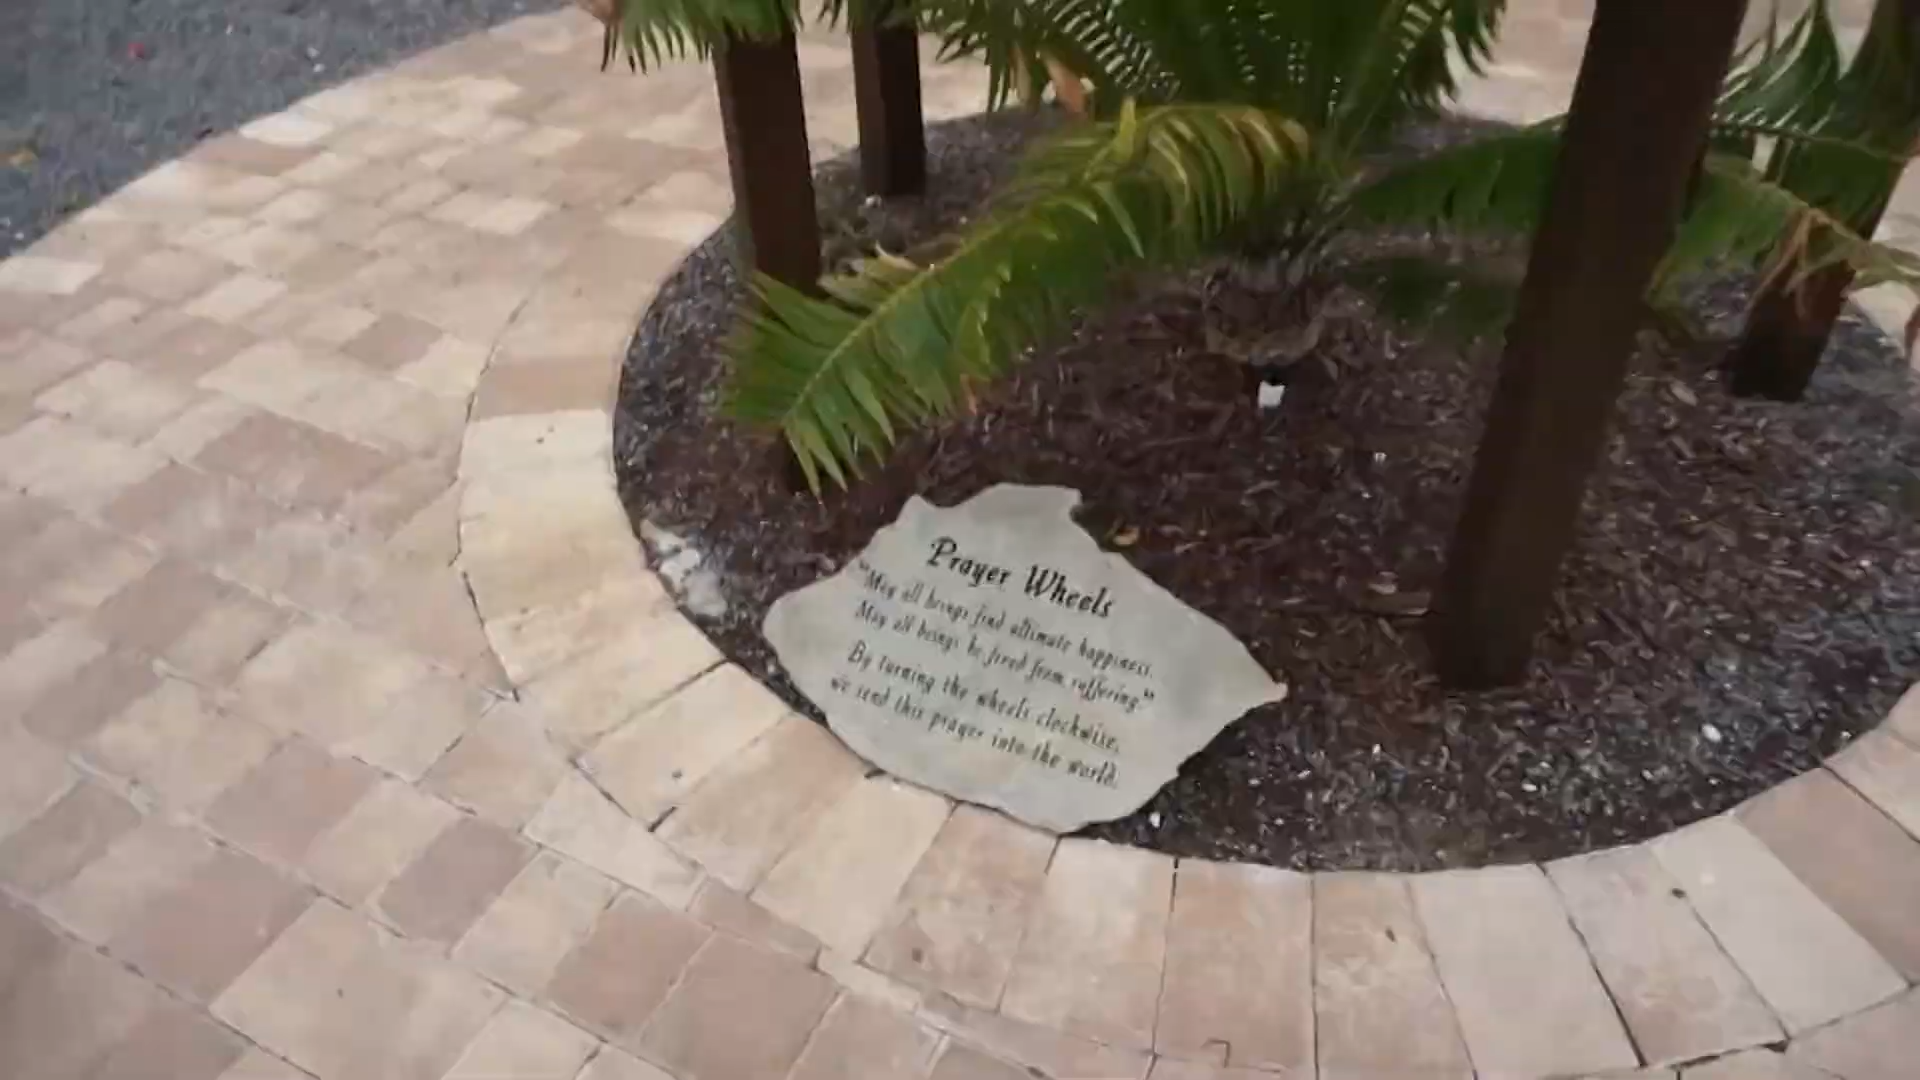 Prayer Wheels
"May all beings find ultimate happiness.
May all beings be freed from suffering."
By turning the wheels clockwise,
we send this prayer into the world.